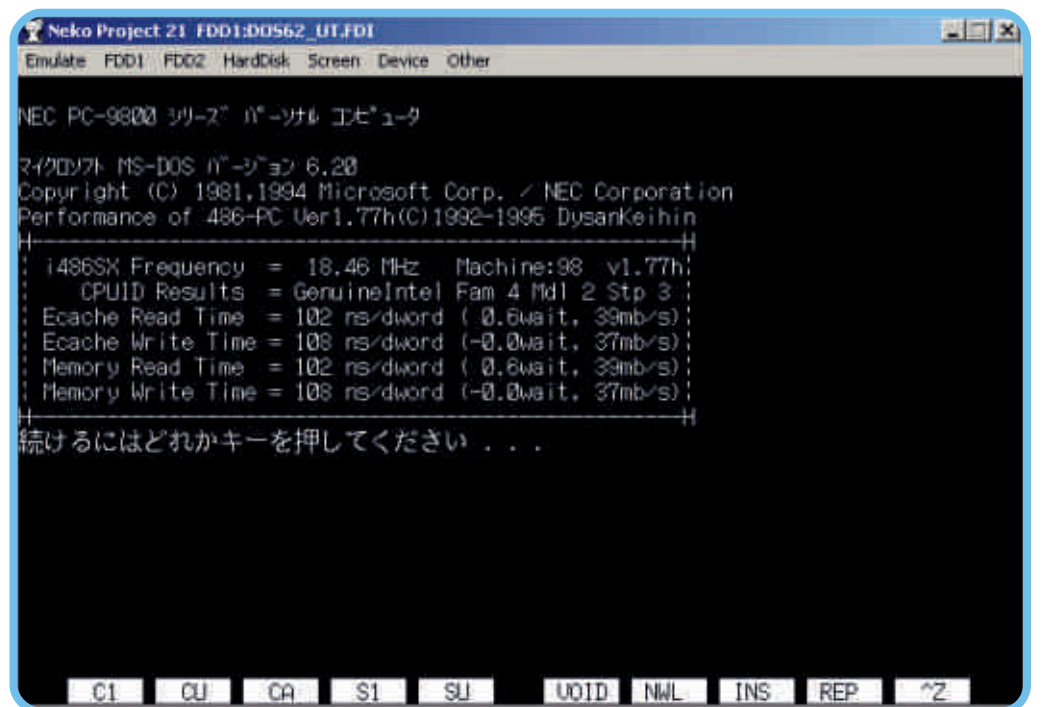 Neko Project 21 FDD1:DOS62_UT.FDI
Emulate FDD1 FDD2 HardDisk Screen Device Other
NEC PC-9800 ｼﾘｰｽﾞ ﾊﾟｰｿﾅﾙ ｺﾝﾋﾟｭｰﾀ
ﾏｲｸﾛｿﾌﾄ MS-DOS ﾊﾞｰｼﾞｮﾝ 6.20
Copyright (C) 1981,1994 Microsoft Corp. / NEC Corporation
Performance of 486-PC Ver1.77h(C)1992-1995 DysanKeihin
i486SX Frequency = 18.46 MHz Machine:98 v1.77h
CPUID Results = GenuineIntel Fam 4 Mdl 2 Stp 3
Ecache Read Time = 102 ns/dword ( 0.6wait, 39mb/s)
Ecache Write Time = 108 ns/dword (-0.0wait, 37mb/s)
Memory Read Time = 102 ns/dword ( 0.6wait, 39mb/s)
Memory Write Time = 108 ns/dword (-0.0wait, 37mb/s)
続けるにはどれかキーを押してください . . .
C1 CU CA S1 SU VOID NWL INS REP ^Z